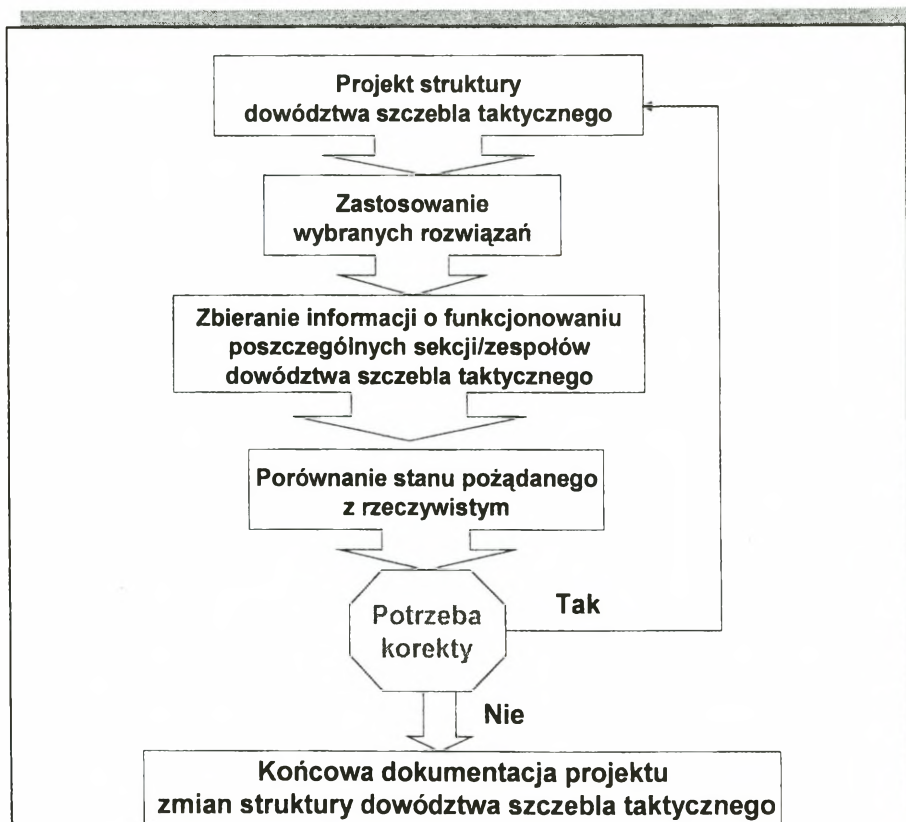 Projekt struktury
dowództwa szczebla taktycznego
Zastosowanie
wybranych rozwiązań
Zbieranie informacji o funkcjonowaniu
poszczególnych sekcji/zespołów
dowództwa szczebla taktycznego
Porównanie stanu pożądanego
z rzeczywistym
Potrzeba
korekty
Tak
Nie
Końcowa dokumentacja projektu
zmian struktury dowództwa szczebla taktycznego